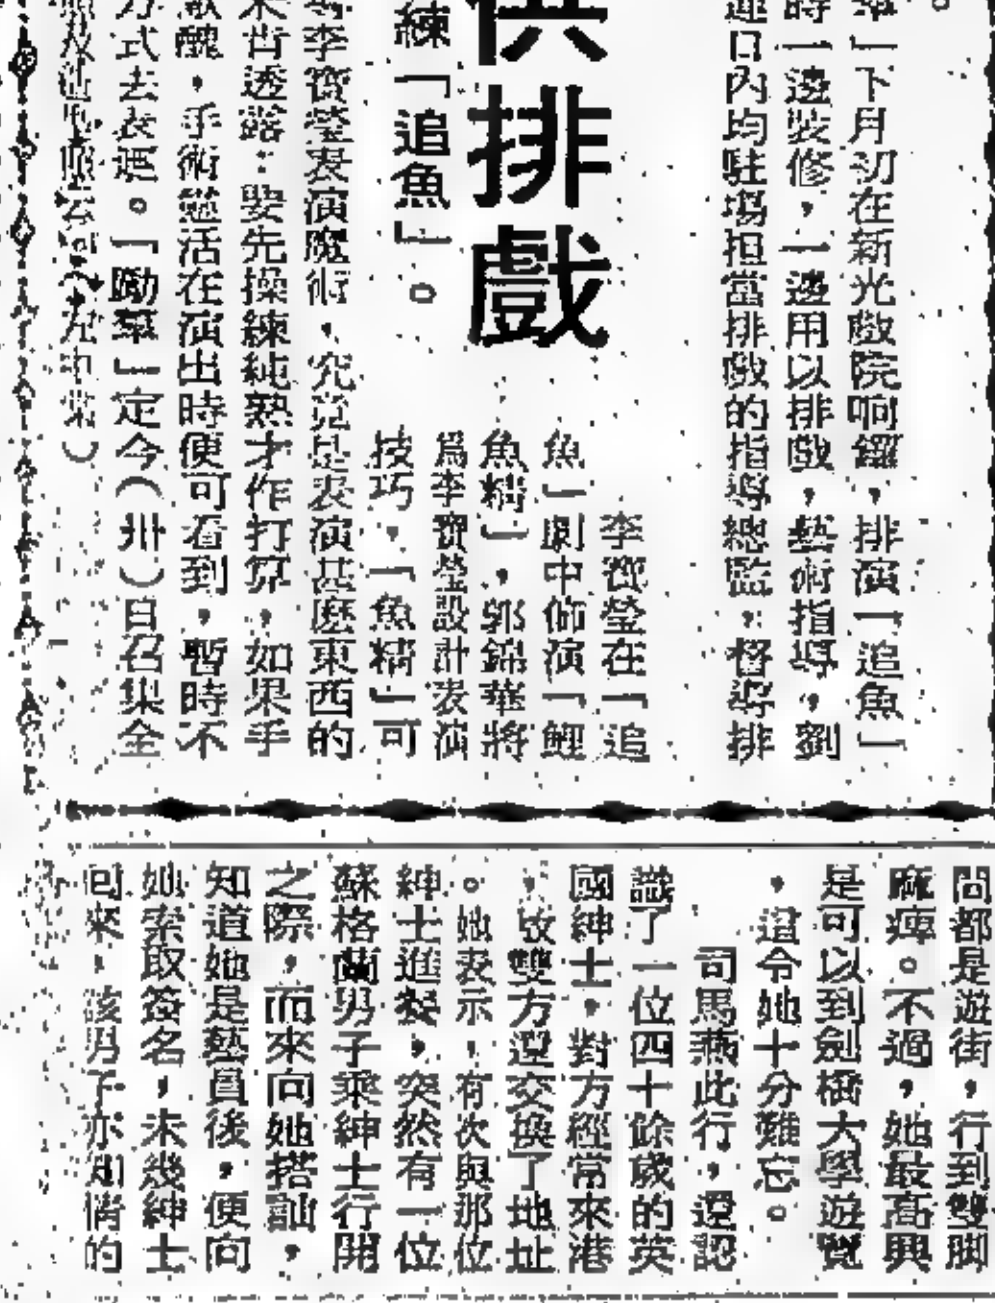 。
羣」下月初在新光戲院响鑼，排演「追魚」
時一邊裝修，一邊用以排戲，藝術指導，劉
連日內均駐場担當排戲的指導總監，督導排
供排戲
練「追魚」。
李寶瑩在「追
魚」劇中飾演「鯉
魚精」，郭錦華將
爲李寶瑩設計表演
技巧，「魚精」可
李寶瑩表演魔術，究竟是表演甚麽東西的
未肯透露：要先操練純熟才作打算，如果手
，手術靈活在演出時便可看到，暫時不
方式去表演。「勵羣」定今（卅）日召集全
問都是遊街，行到雙脚
麻痺。不過，她最高興
是可以到劍橋大學遊覽
，這令她十分難忘。
司馬燕此行，還認
識了一位四十餘歲的英
國紳士，對方經常來港
，故雙方還交換了地址
。她表示，有次與那位
紳士進餐，突然有一位
蘇格蘭男子乘紳士行開
之際，而來向她搭訕，
知道她是藝員後，便向
她索取簽名，未幾紳士
回來，該男子亦知情的